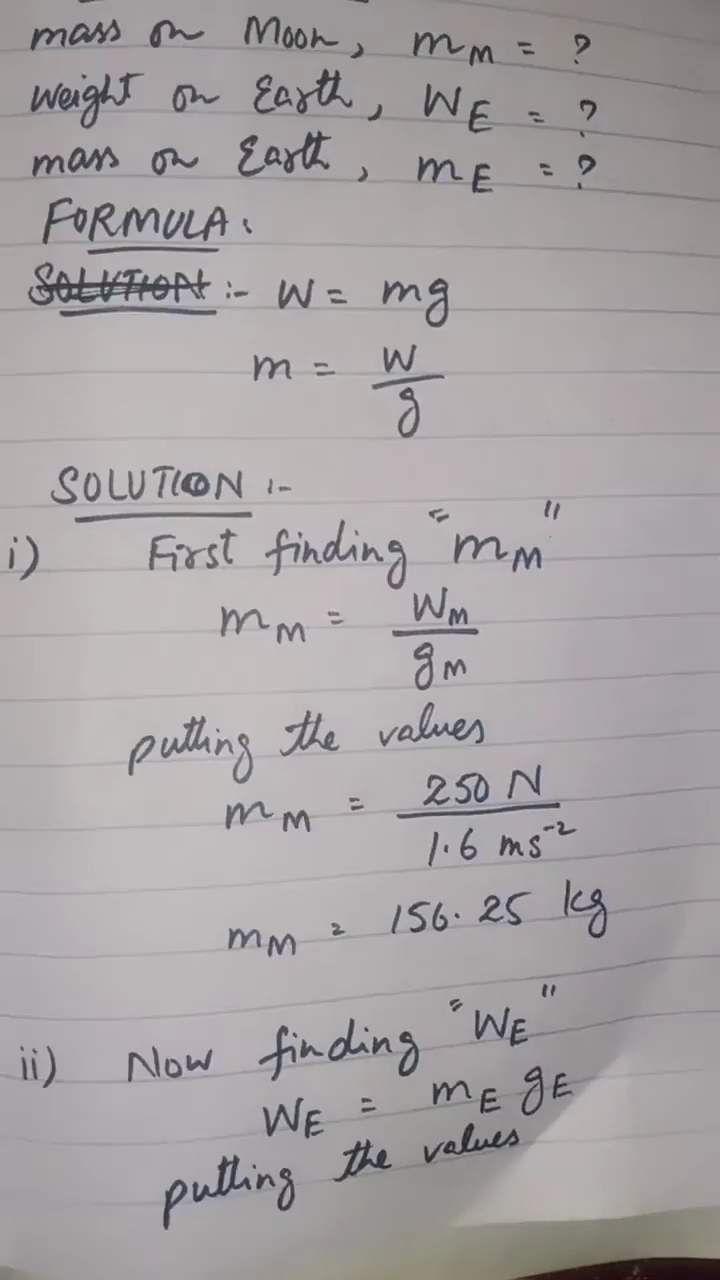 mass on Moon, mM = ?
Weight on Earth, WE = ?
mass on Earth, mE = ?
FORMULA:
SOLUTION :- W = mg
m = W/g
SOLUTION :-
i) First finding "mM"
mM = WM/gM
putting the values
mM = 250 N/1.6 ms⁻²
mM = 156.25 kg
ii) Now finding "WE"
WE = mE gE
putting the values